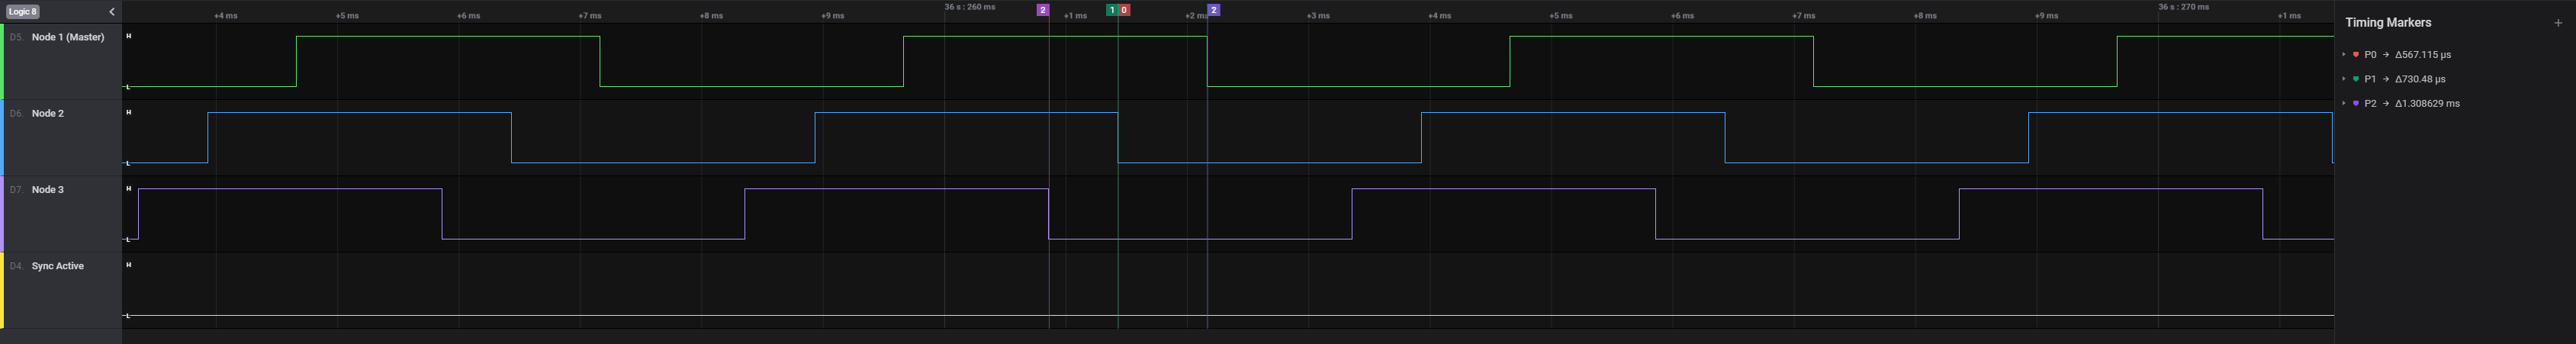 Logic 8
36 s : 260 ms
36 s : 270 ms
+4 ms +5 ms +6 ms +7 ms +8 ms +9 ms 2 +1 ms 1 0 +2 ms 2 +3 ms +4 ms +5 ms +6 ms +7 ms +8 ms +9 ms +1 ms
Timing Markers
D5. Node 1 (Master)
H
L
P0 → Δ567.115 µs
P1 → Δ730.48 µs
P2 → Δ1.308629 ms
D6. Node 2
H
L
D7. Node 3
H
L
D4. Sync Active
H
L